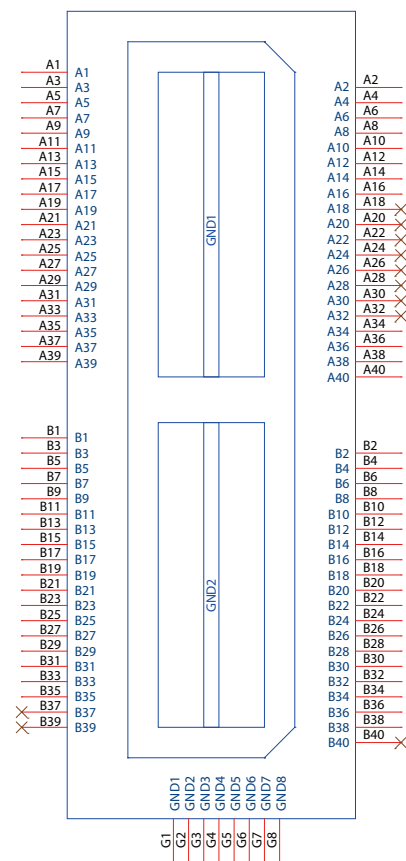 A1 A1
A3 A3 A2 A2
A5 A5 A4 A4
A7 A7 A6 A6
A9 A9 A8 A8
A11 A11 A10 A10
A13 A13 A12 A12
A15 A15 A14 A14
A17 A17 A16 A16
A19 A19 A18 A18
A21 A21 A20 A20
A23 A23 GND1 A22 A22
A25 A25 A24 A24
A27 A27 A26 A26
A29 A29 A28 A28
A31 A31 A30 A30
A33 A33 A32 A32
A35 A35 A34 A34
A37 A37 A36 A36
A39 A39 A38 A38
A40 A40
B1 B1
B3 B3 B2 B2
B5 B5 B4 B4
B7 B7 B6 B6
B9 B9 B8 B8
B11 B11 B10 B10
B13 B13 B12 B12
B15 B15 B14 B14
B17 B17 B16 B16
B19 B19 B18 B18
B21 B21 B20 B20
B23 B23 GND2 B22 B22
B25 B25 B24 B24
B27 B27 B26 B26
B29 B29 B28 B28
B31 B31 B30 B30
B33 B33 B32 B32
B35 B35 B34 B34
B37 B37 B36 B36
B39 B39 B38 B38
B40 B40
GND1 GND2 GND3 GND4 GND5 GND6 GND7 GND8
G1 G2 G3 G4 G5 G6 G7 G8